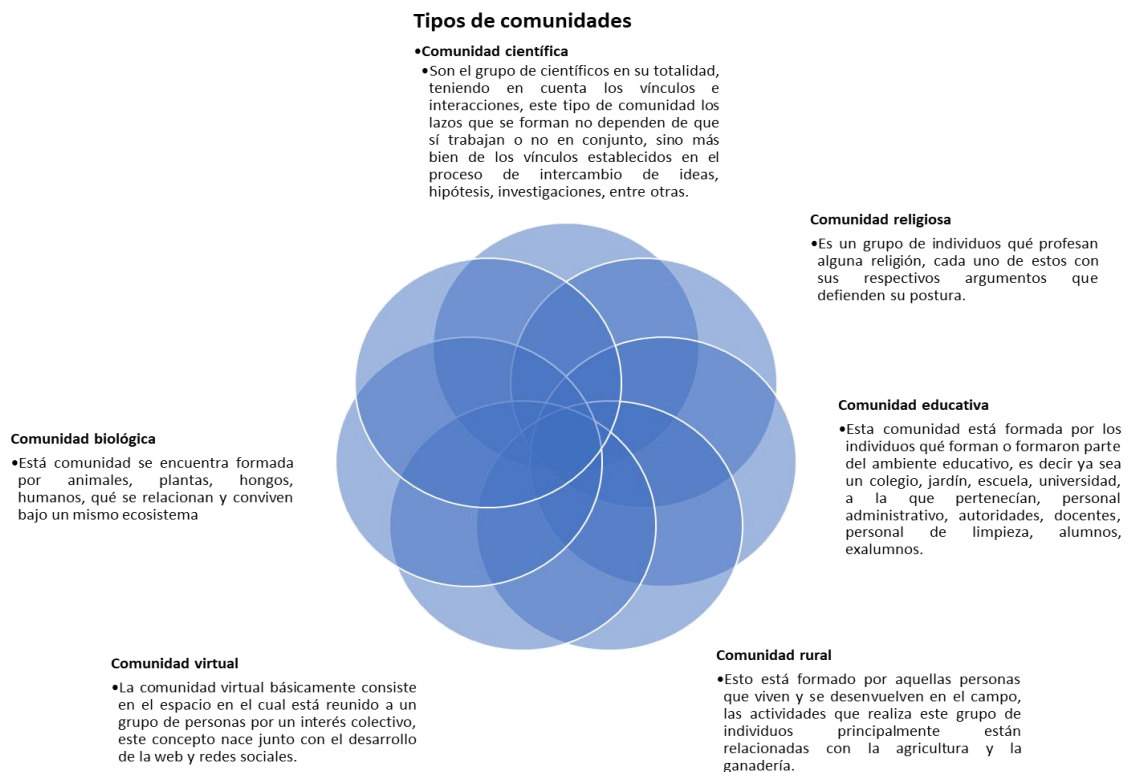 Tipos de comunidades
•Comunidad científica
•Son el grupo de científicos en su totalidad,
teniendo en cuenta los vínculos e
interacciones, este tipo de comunidad los
lazos que se forman no dependen de que
sí trabajan o no en conjunto, sino más
bien de los vínculos establecidos en el
proceso de intercambio de ideas,
hipótesis, investigaciones, entre otras.
Comunidad religiosa
•Es un grupo de individuos qué profesan
alguna religión, cada uno de estos con
sus respectivos argumentos que
defienden su postura.
Comunidad educativa
•Esta comunidad está formada por los
individuos qué forman o formaron parte
del ambiente educativo, es decir ya sea
un colegio, jardín, escuela, universidad,
a la que pertenecían, personal
administrativo, autoridades, docentes,
personal de limpieza, alumnos,
exalumnos.
Comunidad rural
•Esto está formado por aquellas personas
que viven y se desenvuelven en el campo,
las actividades que realiza este grupo de
individuos principalmente están
relacionadas con la agricultura y la
ganadería.
Comunidad virtual
•La comunidad virtual básicamente consiste
en el espacio en el cual está reunido a un
grupo de personas por un interés colectivo,
este concepto nace junto con el desarrollo
de la web y redes sociales.
Comunidad biológica
•Está comunidad se encuentra formada
por animales, plantas, hongos,
humanos, qué se relacionan y conviven
bajo un mismo ecosistema